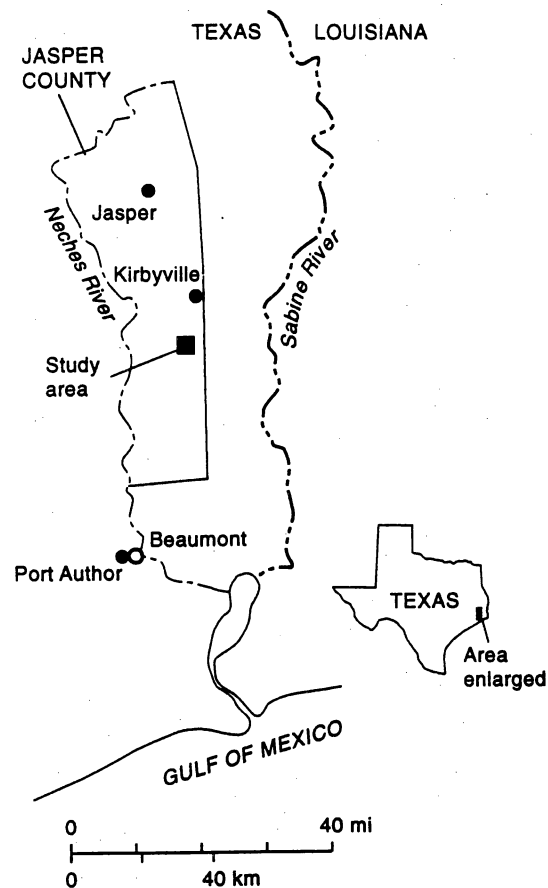 TEXAS
LOUISIANA
JASPER
COUNTY
Jasper
Neches River
Kirbyville
Sabine River
Study
area
Beaumont
Port Author
TEXAS
Area
enlarged
GULF OF MEXICO
0 40 mi
0 40 km